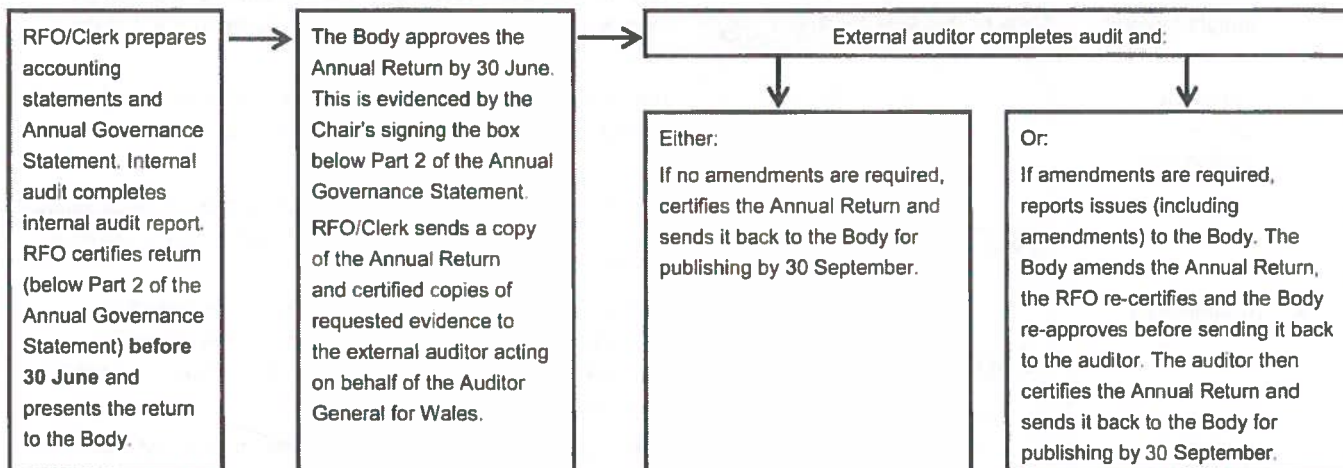 RFO/Clerk prepares
accounting
statements and
Annual Governance
Statement. Internal
audit completes
internal audit report.
RFO certifies return
(below Part 2 of the
Annual Governance
Statement) before
30 June and
presents the return
to the Body.
The Body approves the
Annual Return by 30 June.
This is evidenced by the
Chair's signing the box
below Part 2 of the Annual
Governance Statement.
RFO/Clerk sends a copy
of the Annual Return
and certified copies of
requested evidence to
the external auditor acting
on behalf of the Auditor
General for Wales.
External auditor completes audit and:
Either:
If no amendments are required,
certifies the Annual Return and
sends it back to the Body for
publishing by 30 September.
Or:
If amendments are required,
reports issues (including
amendments) to the Body. The
Body amends the Annual Return,
the RFO re-certifies and the Body
re-approves before sending it back
to the auditor. The auditor then
certifies the Annual Return and
sends it back to the Body for
publishing by 30 September.